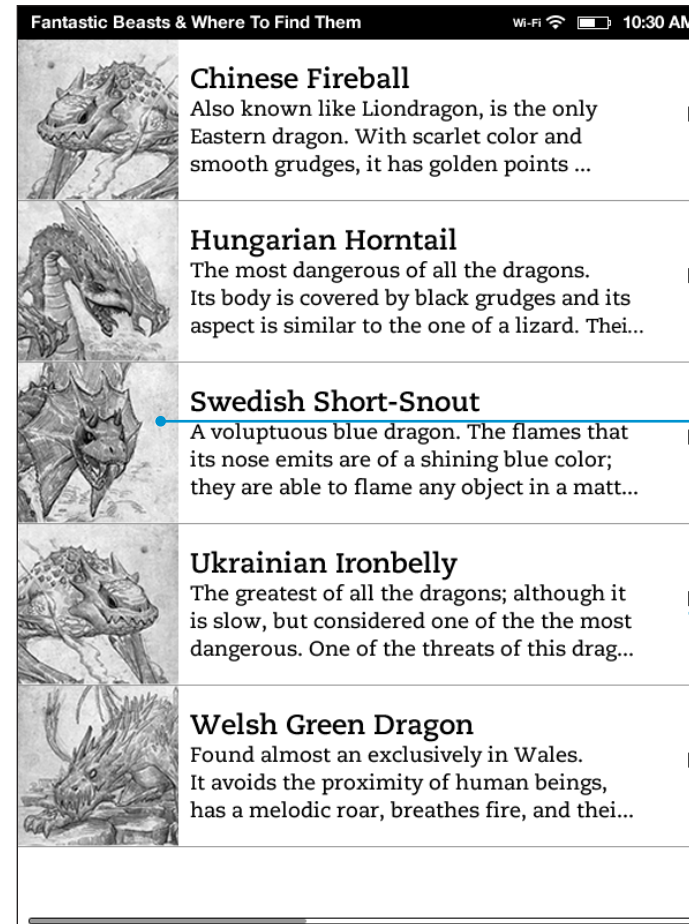 Fantastic Beasts & Where To Find Them Wi-Fi 10:30 AM
Chinese Fireball
Also known like Liondragon, is the only
Eastern dragon. With scarlet color and
smooth grudges, it has golden points ...
Hungarian Horntail
The most dangerous of all the dragons.
Its body is covered by black grudges and its
aspect is similar to the one of a lizard. Thei...
Swedish Short-Snout
A voluptuous blue dragon. The flames that
its nose emits are of a shining blue color;
they are able to flame any object in a matt...
Ukrainian Ironbelly
The greatest of all the dragons; although it
is slow, but considered one of the the most
dangerous. One of the threats of this drag...
Welsh Green Dragon
Found almost an exclusively in Wales.
It avoids the proximity of human beings,
has a melodic roar, breathes fire, and thei...